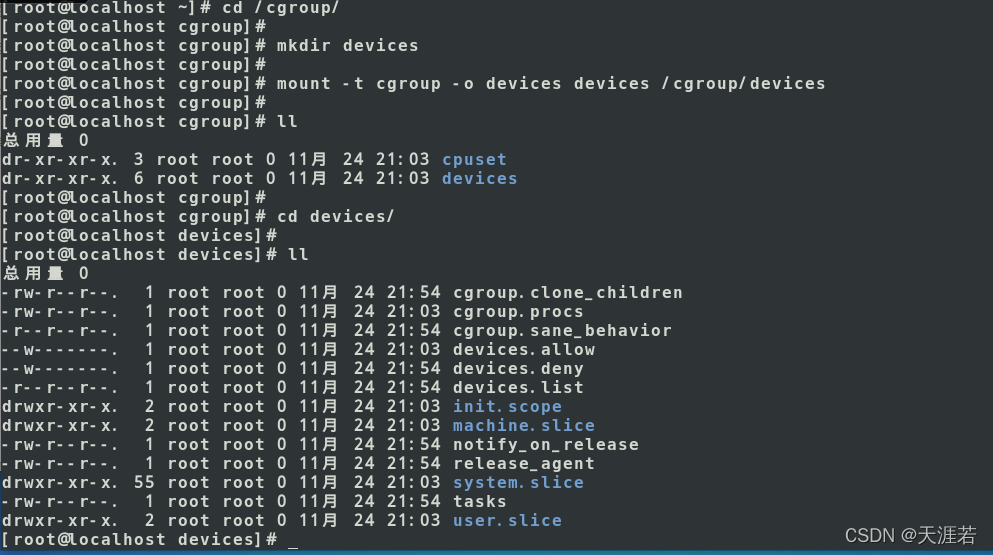 [root@localhost ~]# cd /cgroup/
[root@localhost cgroup]#
[root@localhost cgroup]# mkdir devices
[root@localhost cgroup]#
[root@localhost cgroup]# mount -t cgroup -o devices devices /cgroup/devices
[root@localhost cgroup]#
[root@localhost cgroup]# ll
总用量 0
dr-xr-xr-x. 3 root root 0 11月 24 21:03 cpuset
dr-xr-xr-x. 6 root root 0 11月 24 21:03 devices
[root@localhost cgroup]#
[root@localhost cgroup]# cd devices/
[root@localhost devices]#
[root@localhost devices]# ll
总用量 0
-rw-r--r--. 1 root root 0 11月 24 21:54 cgroup.clone_children
-rw-r--r--. 1 root root 0 11月 24 21:03 cgroup.procs
-r--r--r--. 1 root root 0 11月 24 21:54 cgroup.sane_behavior
--w-------. 1 root root 0 11月 24 21:03 devices.allow
--w-------. 1 root root 0 11月 24 21:54 devices.deny
-r--r--r--. 1 root root 0 11月 24 21:54 devices.list
drwxr-xr-x. 2 root root 0 11月 24 21:03 init.scope
drwxr-xr-x. 2 root root 0 11月 24 21:03 machine.slice
-rw-r--r--. 1 root root 0 11月 24 21:54 notify_on_release
-rw-r--r--. 1 root root 0 11月 24 21:54 release_agent
drwxr-xr-x. 55 root root 0 11月 24 21:03 system.slice
-rw-r--r--. 1 root root 0 11月 24 21:54 tasks
drwxr-xr-x. 2 root root 0 11月 24 21:03 user.slice
[root@localhost devices]# _
CSDN @天涯若